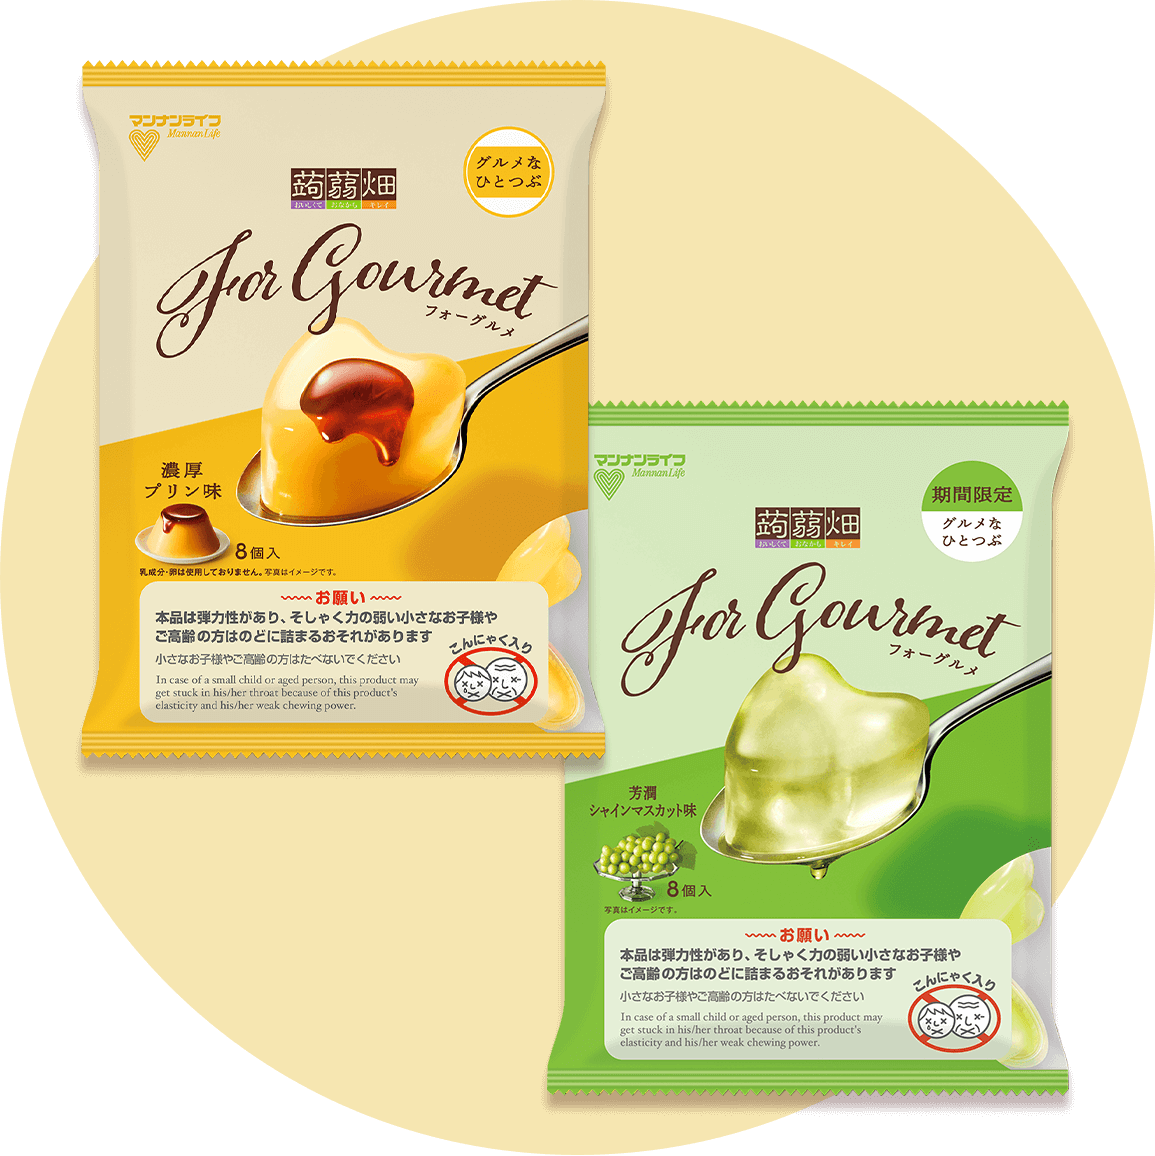 マンナンライフ
Mannan Life
グルメな
ひとつぶ
蒟蒻畑
おいしくて おなかも キレイ
For Gourmet
フォーグルメ
濃厚
プリン味
8個入
乳成分・卵は使用しておりません。写真はイメージです。
お願い
本品は弾力性があり、そしゃく力の弱い小さなお子様や
ご高齢の方はのどに詰まるおそれがあります
小さなお子様やご高齢の方はたべないでください
In case of a small child or aged person, this product may
get stuck in his/her throat because of this product's
elasticity and his/her weak chewing power.
こんにゃく入り
マンナンライフ
Mannan Life
期間限定
グルメな
ひとつぶ
蒟蒻畑
おいしくて おなかも キレイ
For Gourmet
フォーグルメ
芳潤
シャインマスカット味
8個入
写真はイメージです。
お願い
本品は弾力性があり、そしゃく力の弱い小さなお子様や
ご高齢の方はのどに詰まるおそれがあります
小さなお子様やご高齢の方はたべないでください
In case of a small child or aged person, this product may
get stuck in his/her throat because of this product's
elasticity and his/her weak chewing power.
こんにゃく入り